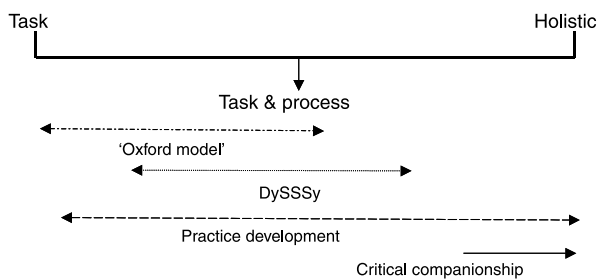 Task
Holistic
Task & process
'Oxford model'
DySSSy
Practice development
Critical companionship